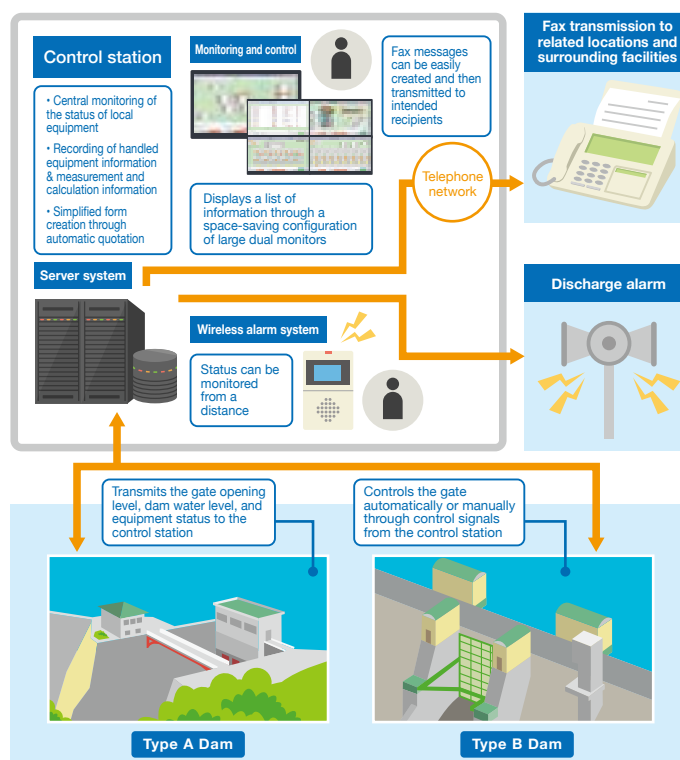 Control station
• Central monitoring of
the status of local
equipment
• Recording of handled
equipment information
& measurement and
calculation information
• Simplified form
creation through
automatic quotation
Monitoring and control
Displays a list of
information through a
space-saving configuration
of large dual monitors
Fax messages
can be easily
created and then
transmitted to
intended
recipients
Telephone
network
Fax transmission to
related locations and
surrounding facilities
Server system
Wireless alarm system
Status can be
monitored
from a
distance
Discharge alarm
Transmits the gate opening
level, dam water level, and
equipment status to the
control station
Controls the gate
automatically or manually
through control signals
from the control station
Type A Dam
Type B Dam